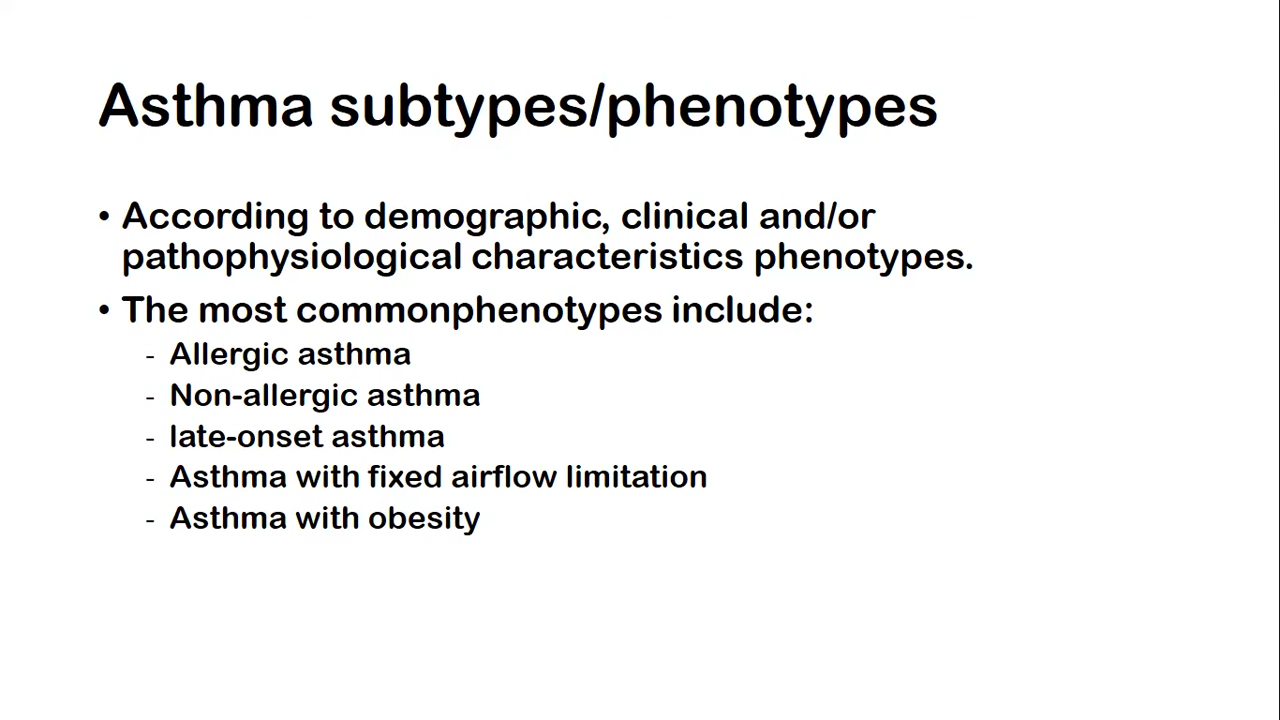 Asthma subtypes/phenotypes
• According to demographic, clinical and/or
pathophysiological characteristics phenotypes.
• The most commonphenotypes include:
- Allergic asthma
- Non-allergic asthma
- late-onset asthma
- Asthma with fixed airflow limitation
- Asthma with obesity